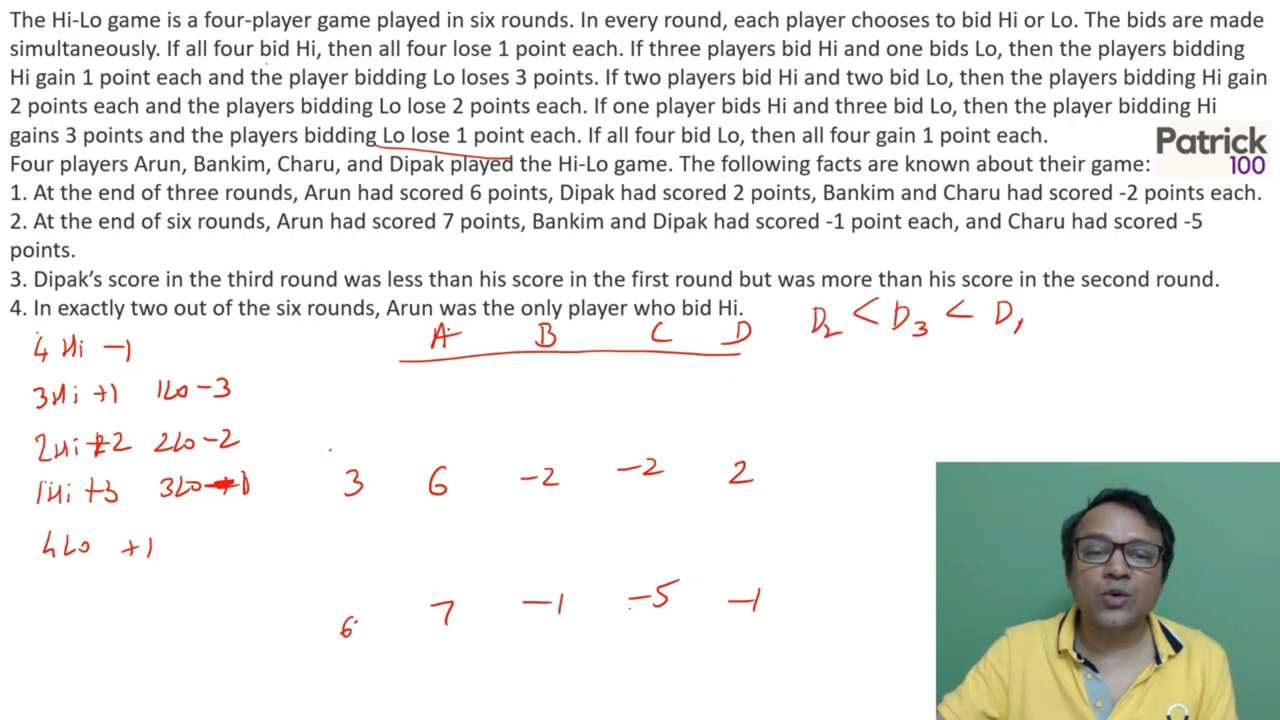 The Hi-Lo game is a four-player game played in six rounds. In every round, each player chooses to bid Hi or Lo. The bids are made
simultaneously. If all four bid Hi, then all four lose 1 point each. If three players bid Hi and one bids Lo, then the players bidding
Hi gain 1 point each and the player bidding Lo loses 3 points. If two players bid Hi and two bid Lo, then the players bidding Hi gain
2 points each and the players bidding Lo lose 2 points each. If one player bids Hi and three bid Lo, then the player bidding Hi
gains 3 points and the players bidding Lo lose 1 point each. If all four bid Lo, then all four gain 1 point each.
Patrick
100
Four players Arun, Bankim, Charu, and Dipak played the Hi-Lo game. The following facts are known about their game:
1. At the end of three rounds, Arun had scored 6 points, Dipak had scored 2 points, Bankim and Charu had scored -2 points each.
2. At the end of six rounds, Arun had scored 7 points, Bankim and Dipak had scored -1 point each, and Charu had scored -5
points.
3. Dipak’s score in the third round was less than his score in the first round but was more than his score in the second round.
4. In exactly two out of the six rounds, Arun was the only player who bid Hi.
D2 < D3 < D1
A B C D
4 Hi -1
3Hi +1 1Lo -3
2Hi +2 2Lo -2
1Hi +3 3Lo -1
4Lo +1
3 6 -2 -2 2
6 7 -1 -5 -1